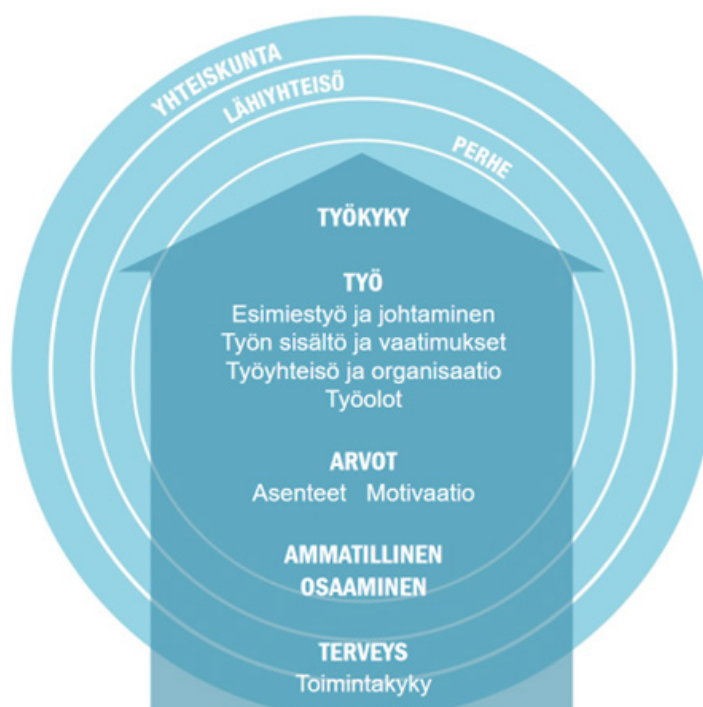 YHTEISKUNTA
LÄHIYHTEISÖ
PERHE
TYÖKYKY
TYÖ
Esimiestyö ja johtaminen
Työn sisältö ja vaatimukset
Työyhteisö ja organisaatio
Työolot
ARVOT
Asenteet Motivaatio
AMMATILLINEN
OSAAMINEN
TERVEYS
Toimintakyky